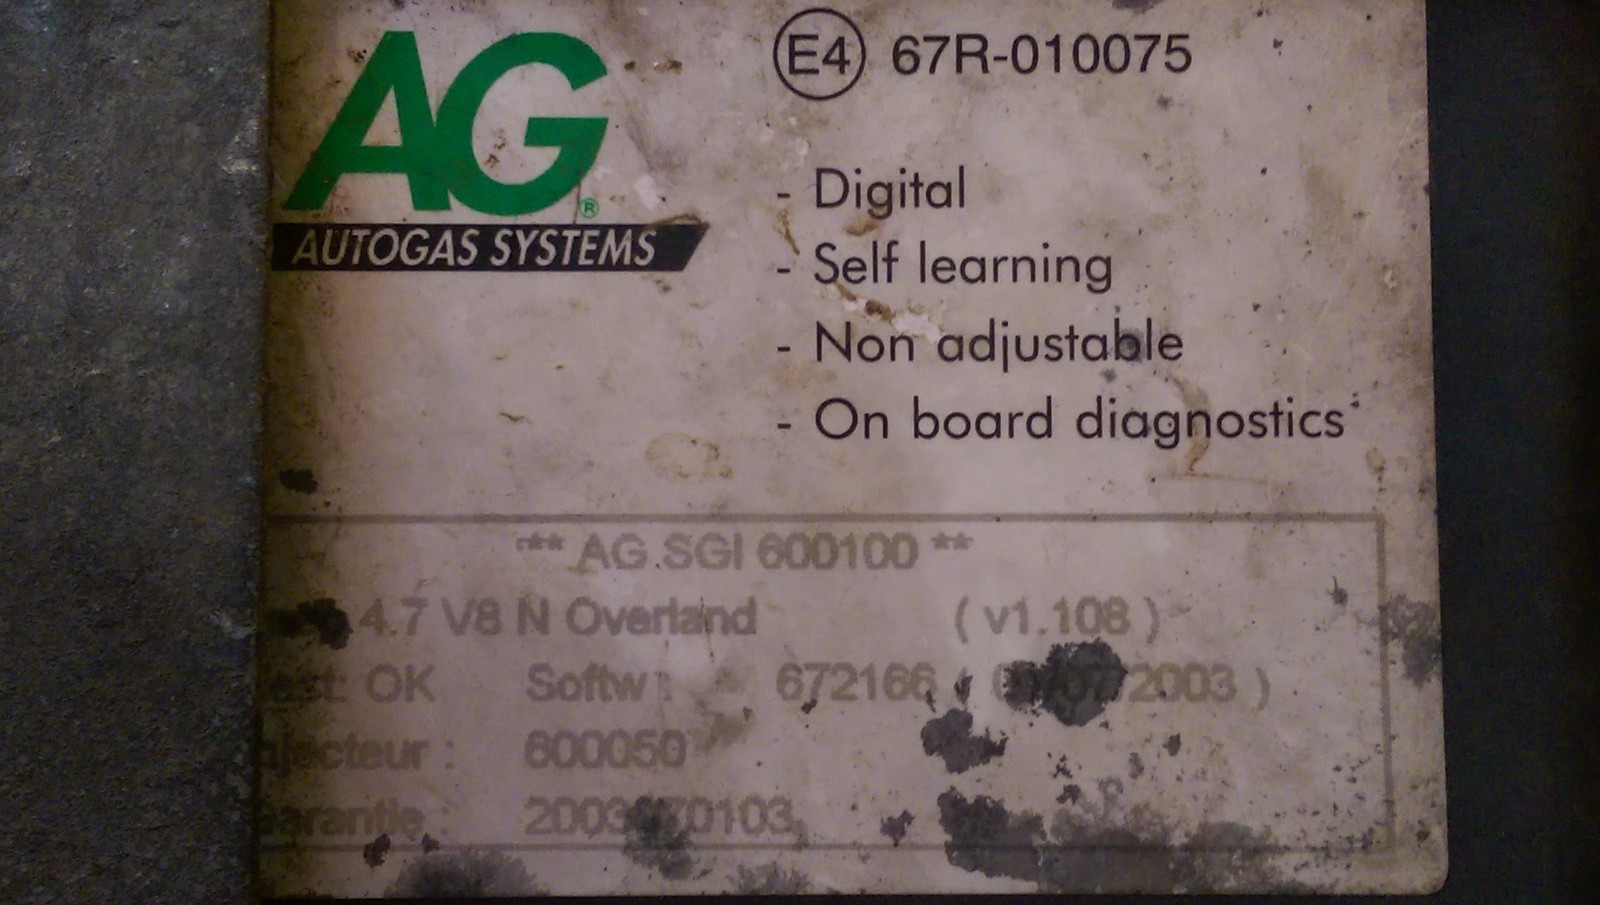 AG®
AUTOGAS SYSTEMS
E4 67R-010075
- Digital
- Self learning
- Non adjustable
- On board diagnostics
** AG.SGI 600100 **
4.7 V8 N Overland ( v1.108 )
OK Softw : 672166 ( 2003 )
600050